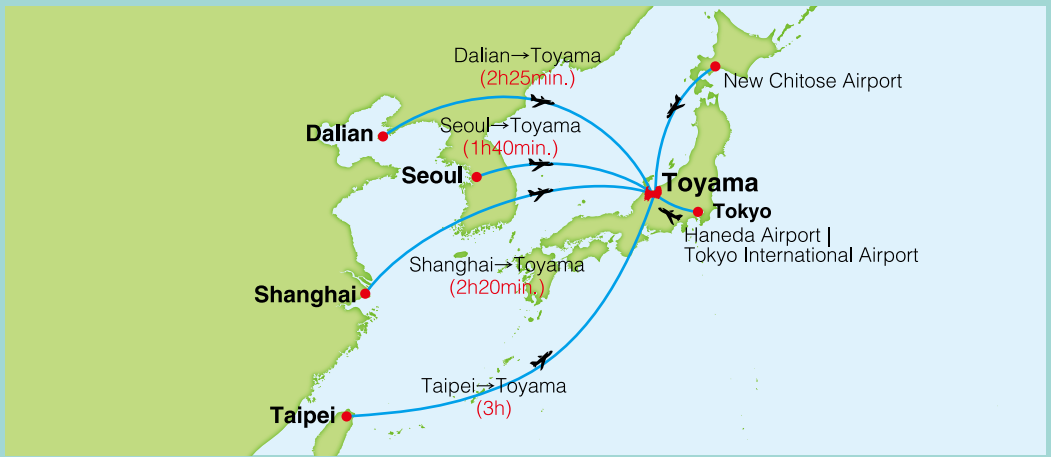 Dalian→Toyama
(2h25min.)
New Chitose Airport
Dalian
Seoul→Toyama
(1h40min.)
Seoul
Toyama
Tokyo
Haneda Airport |
Tokyo International Airport
Shanghai→Toyama
(2h20min.)
Shanghai
Taipei→Toyama
(3h)
Taipei